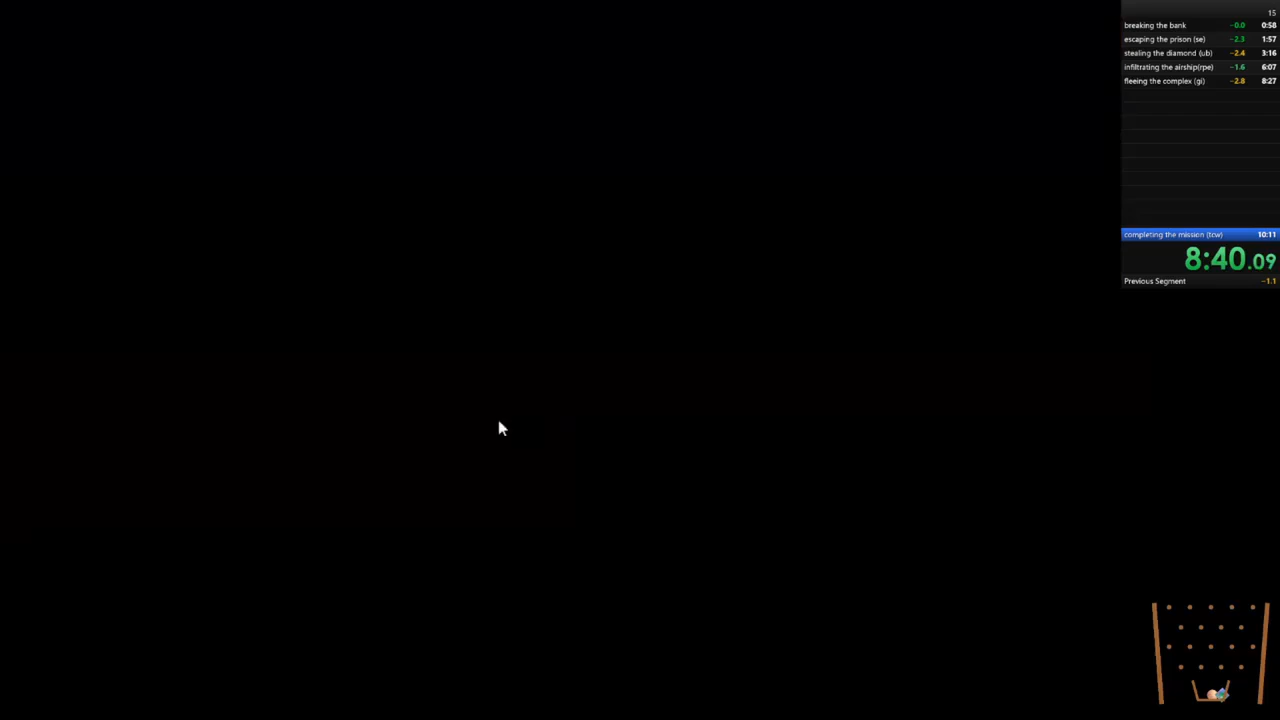 15
breaking the bank -0.0 0:58
escaping the prison (se) -2.3 1:57
stealing the diamond (ub) -2.4 3:16
infiltrating the airship(rpe) -1.6 6:07
fleeing the complex (gi) -2.8 8:27
completing the mission (tcw) 10:11
8:40.09
Previous Segment -1.1